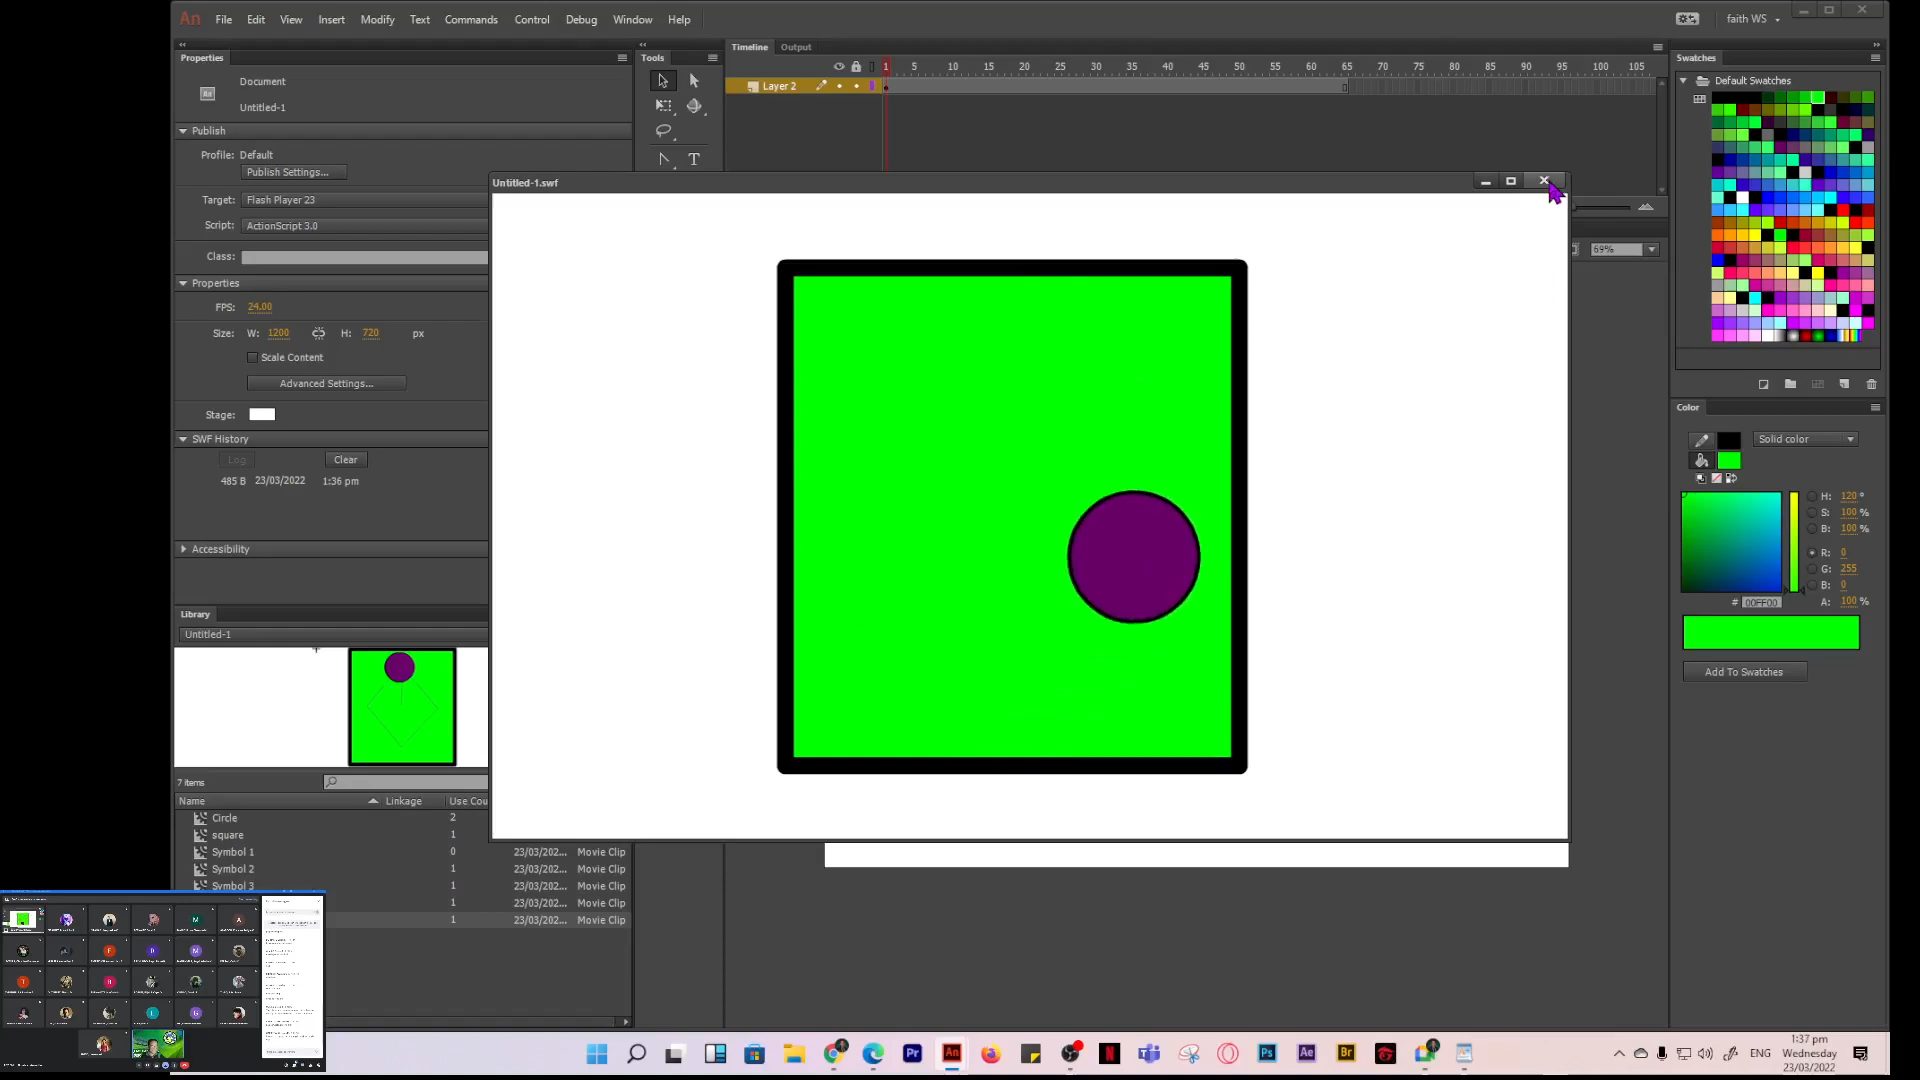 An File Edit View Insert Modify Text Commands Control Debug Window Help faith WS
Properties
Document
An
Untitled-1
Publish
Profile: Default
Publish Settings...
Target: Flash Player 23
Script: ActionScript 3.0
Class:
Properties
FPS: 24.00
Size: W: 1200 H: 720 px
Scale Content
Advanced Settings...
Stage:
SWF History
Log Clear
485 B 23/03/2022 1:36 pm
Accessibility
Library
Untitled-1
7 items
Name Linkage Use Cou
Circle 2
square 1
Symbol 1 0 23/03/202... Movie Clip
Symbol 2 1 23/03/202... Movie Clip
Symbol 3 1 23/03/202... Movie Clip
1 23/03/202... Movie Clip
1 23/03/202... Movie Clip
Tools
T
Timeline Output
1 5 10 15 20 25 30 35 40 45 50 55 60 65 70 75 80 85 90 95 100 105
Layer 2
Untitled-1.swf
69%
Swatches
Default Swatches
Color
Solid color
H: 120 °
S: 100 %
B: 100 %
R: 0
G: 255
B: 0
# 00FF00 A: 100 %
Add To Swatches
Pr An N Ps Ae Br
ENG
1:37 pm
Wednesday
23/03/2022